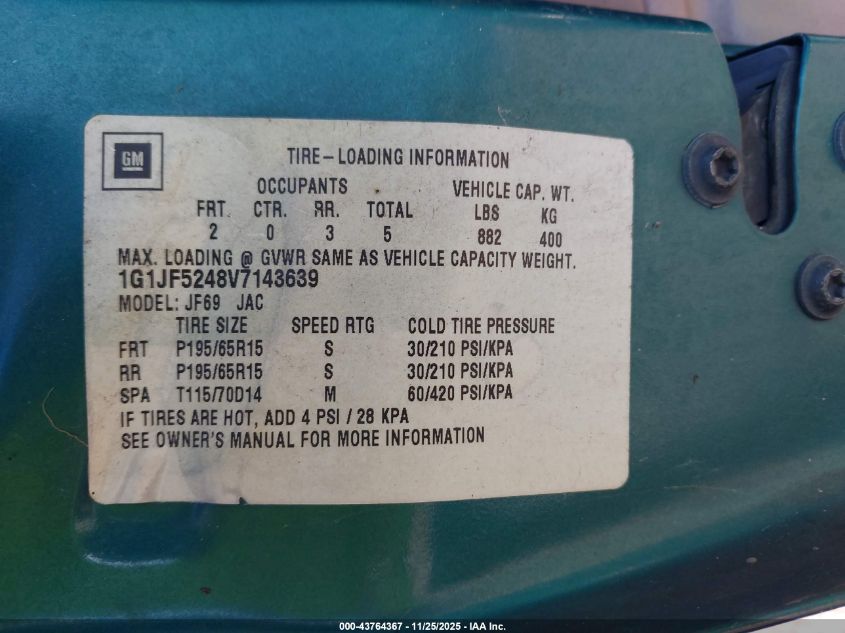 GM
TIRE-LOADING INFORMATION
OCCUPANTS VEHICLE CAP. WT.
FRT. CTR. RR. TOTAL LBS KG
2 0 3 5 882 400
MAX. LOADING @ GVWR SAME AS VEHICLE CAPACITY WEIGHT.
1G1JF5248V7143639
MODEL: JF69 JAC
TIRE SIZE SPEED RTG COLD TIRE PRESSURE
FRT P195/65R15 S 30/210 PSI/KPA
RR P195/65R15 S 30/210 PSI/KPA
SPA T115/70D14 M 60/420 PSI/KPA
IF TIRES ARE HOT, ADD 4 PSI / 28 KPA
SEE OWNER'S MANUAL FOR MORE INFORMATION
000-43764367 - 11/25/2025 - IAA Inc.